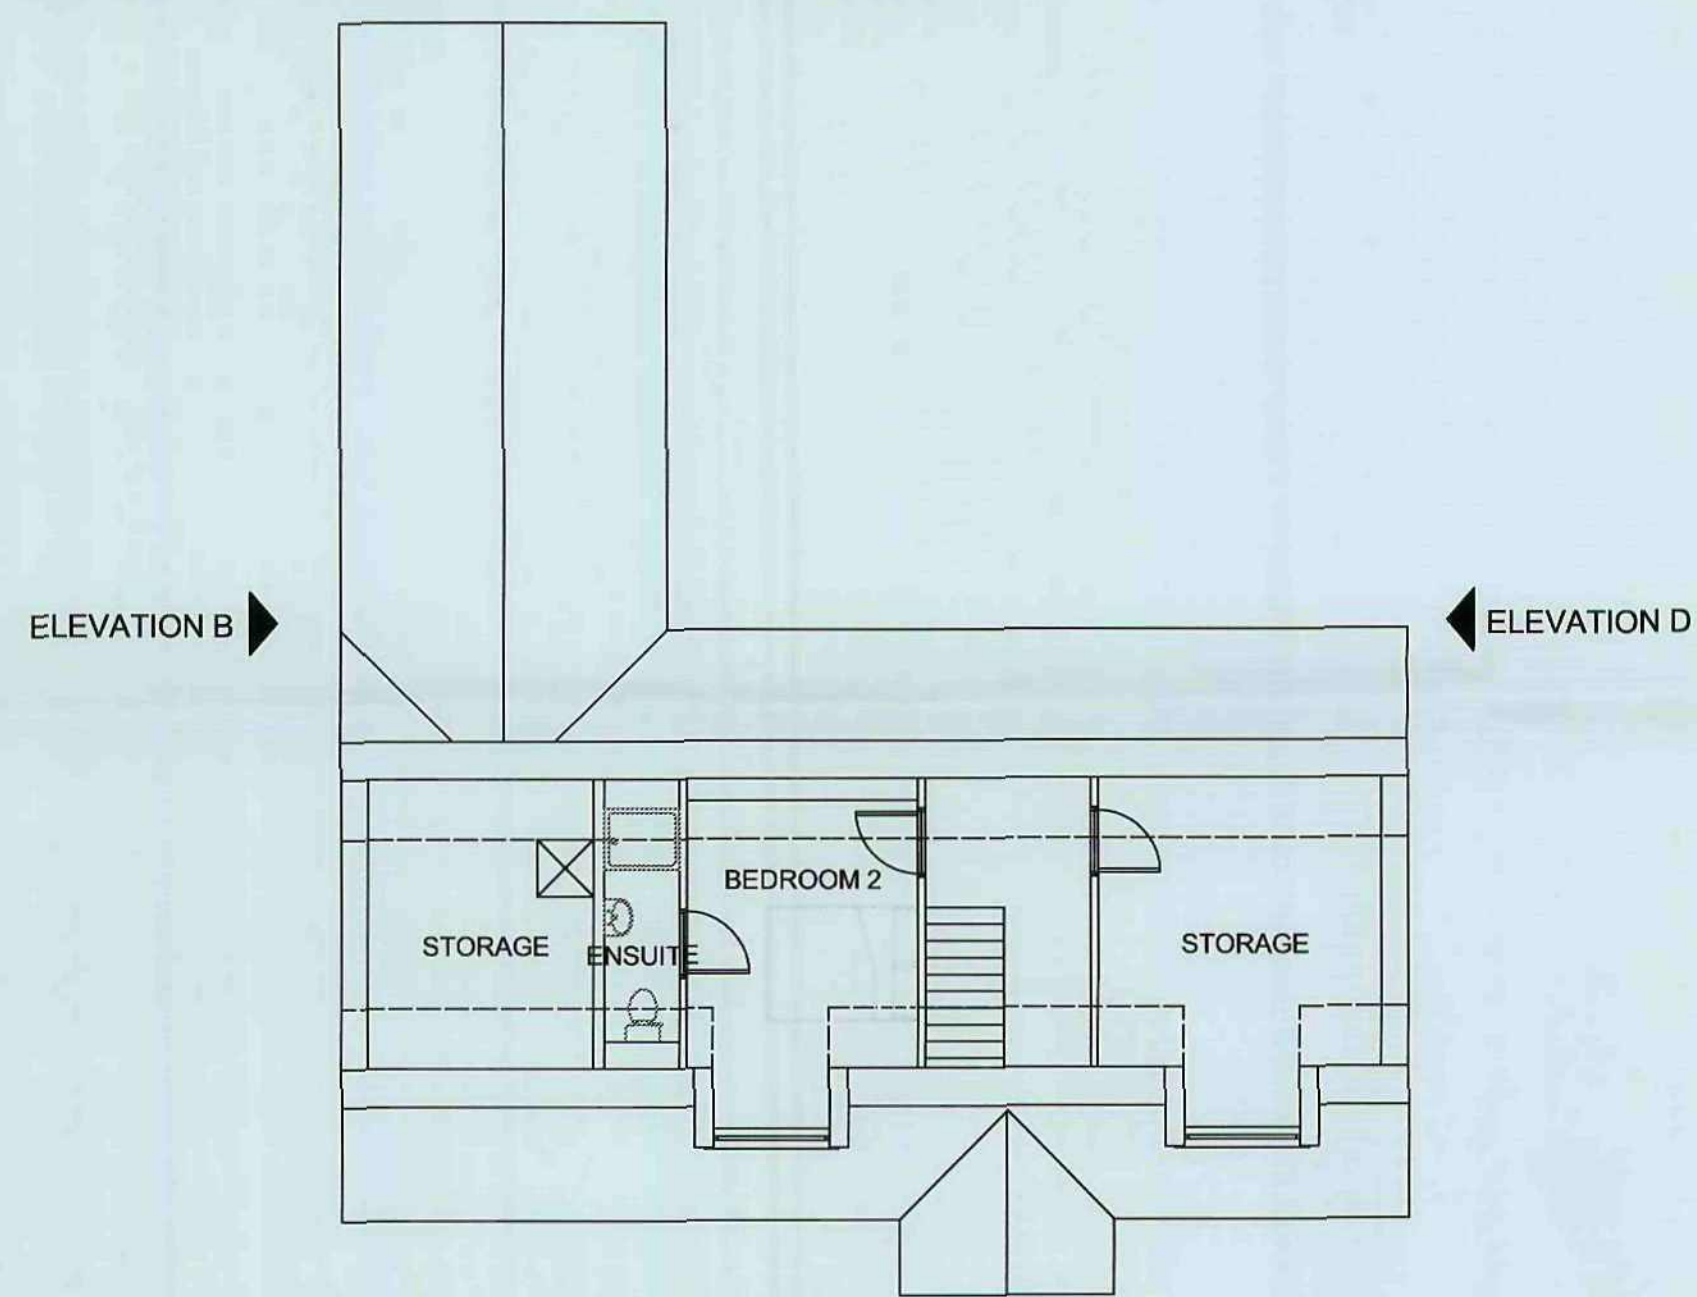 ELEVATION B
ELEVATION D
BEDROOM 2
STORAGE
ENSUITE
STORAGE